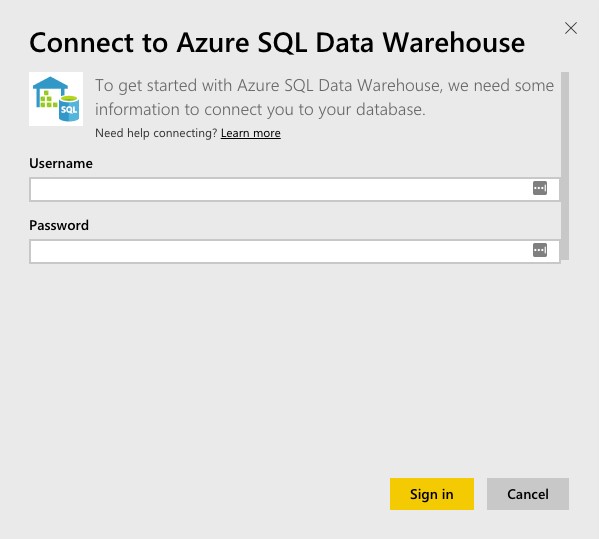 Connect to Azure SQL Data Warehouse
SQL
To get started with Azure SQL Data Warehouse, we need some
information to connect you to your database.
Need help connecting? Learn more
Username
Password
Sign in
Cancel